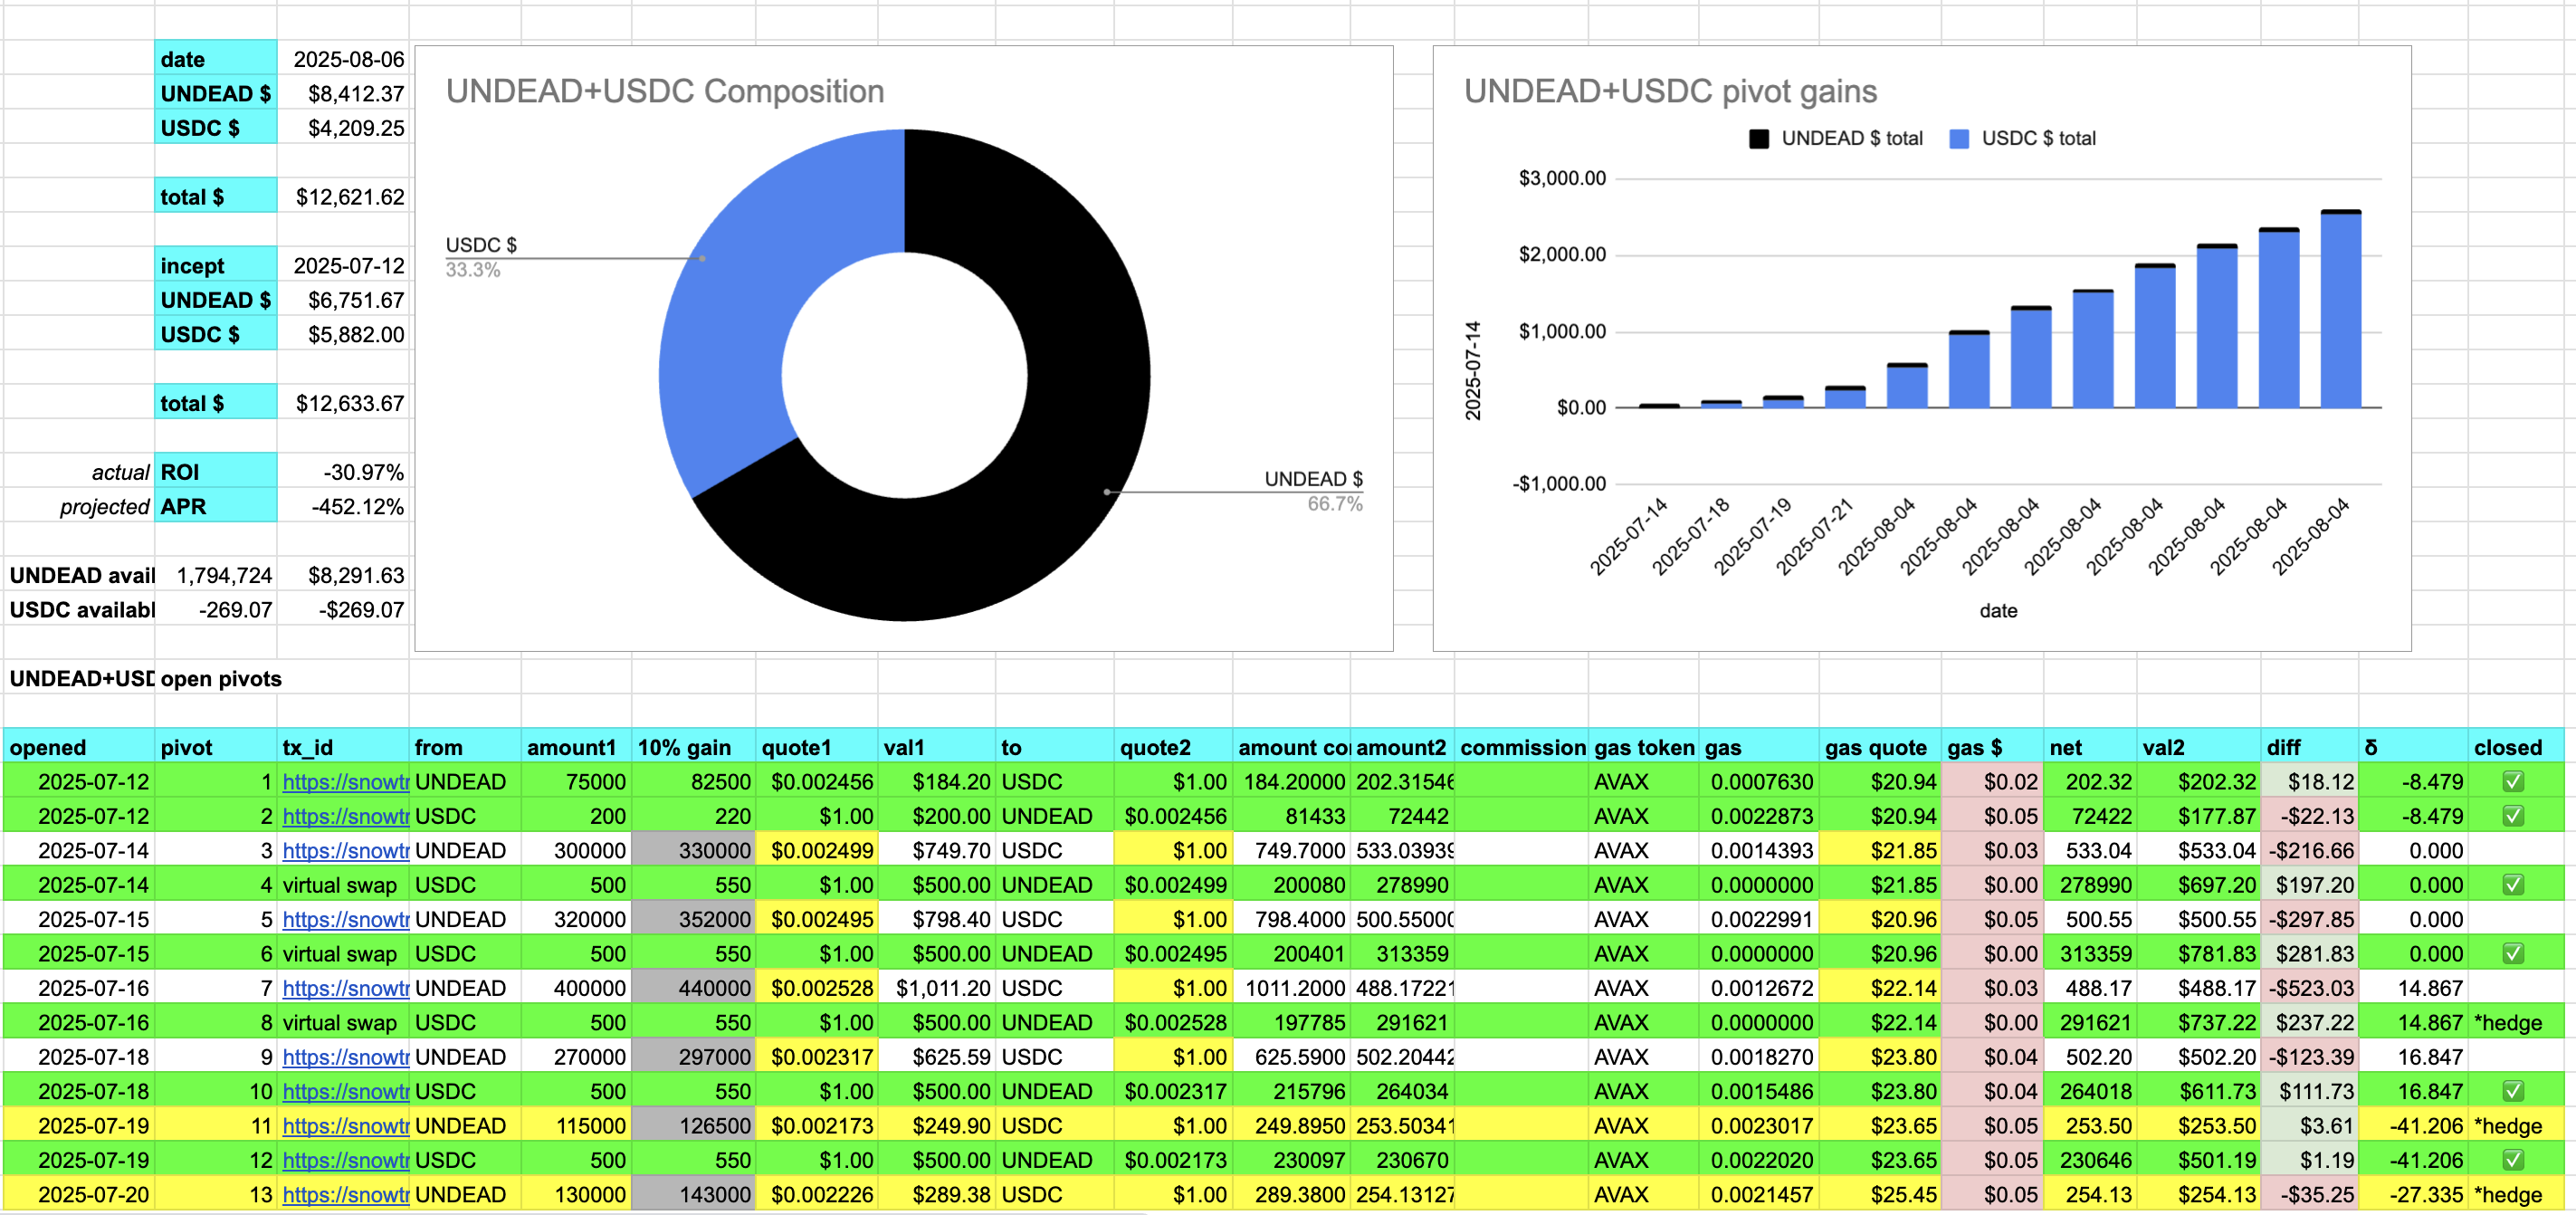 date 2025-08-06
UNDEAD $ $8,412.37
USDC $ $4,209.25
total $ $12,621.62
incept 2025-07-12
UNDEAD $ $6,751.67
USDC $ $5,882.00
total $ $12,633.67
actual ROI -30.97%
projected APR -452.12%
UNDEAD avail 1,794,724 $8,291.63
USDC availabl -269.07 -$269.07
UNDEAD+USDC Composition
USDC $
33.3%
UNDEAD $
66.7%
UNDEAD+USDC pivot gains
UNDEAD $ total USDC $ total
$3,000.00
$2,000.00
$1,000.00
$0.00
-$1,000.00
2025-07-14
2025-07-14 2025-07-18 2025-07-19 2025-07-21 2025-08-04 2025-08-04 2025-08-04 2025-08-04 2025-08-04 2025-08-04 2025-08-04 2025-08-04
date
UNDEAD+USD open pivots
opened pivot tx_id from amount1 10% gain quote1 val1 to quote2 amount co amount2 commission gas token gas gas quote gas $ net val2 diff δ closed
2025-07-12 1 https://snowtr UNDEAD 75000 82500 $0.002456 $184.20 USDC $1.00 184.20000 202.31546 AVAX 0.0007630 $20.94 $0.02 202.32 $202.32 $18.12 -8.479 ✅
2025-07-12 2 https://snowtr USDC 200 220 $1.00 $200.00 UNDEAD $0.002456 81433 72442 AVAX 0.0022873 $20.94 $0.05 72422 $177.87 -$22.13 -8.479 ✅
2025-07-14 3 https://snowtr UNDEAD 300000 330000 $0.002499 $749.70 USDC $1.00 749.7000 533.03939 AVAX 0.0014393 $21.85 $0.03 533.04 $533.04 -$216.66 0.000
2025-07-14 4 virtual swap USDC 500 550 $1.00 $500.00 UNDEAD $0.002499 200080 278990 AVAX 0.0000000 $21.85 $0.00 278990 $697.20 $197.20 0.000 ✅
2025-07-15 5 https://snowtr UNDEAD 320000 352000 $0.002495 $798.40 USDC $1.00 798.4000 500.55000 AVAX 0.0022991 $20.96 $0.05 500.55 $500.55 -$297.85 0.000
2025-07-15 6 virtual swap USDC 500 550 $1.00 $500.00 UNDEAD $0.002495 200401 313359 AVAX 0.0000000 $20.96 $0.00 313359 $781.83 $281.83 0.000 ✅
2025-07-16 7 https://snowtr UNDEAD 400000 440000 $0.002528 $1,011.20 USDC $1.00 1011.2000 488.17221 AVAX 0.0012672 $22.14 $0.03 488.17 $488.17 -$523.03 14.867
2025-07-16 8 virtual swap USDC 500 550 $1.00 $500.00 UNDEAD $0.002528 197785 291621 AVAX 0.0000000 $22.14 $0.00 291621 $737.22 $237.22 14.867 *hedge
2025-07-18 9 https://snowtr UNDEAD 270000 297000 $0.002317 $625.59 USDC $1.00 625.5900 502.20442 AVAX 0.0018270 $23.80 $0.04 502.20 $502.20 -$123.39 16.847
2025-07-18 10 https://snowtr USDC 500 550 $1.00 $500.00 UNDEAD $0.002317 215796 264034 AVAX 0.0015486 $23.80 $0.04 264018 $611.73 $111.73 16.847 ✅
2025-07-19 11 https://snowtr UNDEAD 115000 126500 $0.002173 $249.90 USDC $1.00 249.8950 253.50341 AVAX 0.0023017 $23.65 $0.05 253.50 $253.50 $3.61 -41.206 *hedge
2025-07-19 12 https://snowtr USDC 500 550 $1.00 $500.00 UNDEAD $0.002173 230097 230670 AVAX 0.0022020 $23.65 $0.05 230646 $501.19 $1.19 -41.206 ✅
2025-07-20 13 https://snowtr UNDEAD 130000 143000 $0.002226 $289.38 USDC $1.00 289.3800 254.13127 AVAX 0.0021457 $25.45 $0.05 254.13 $254.13 -$35.25 -27.335 *hedge